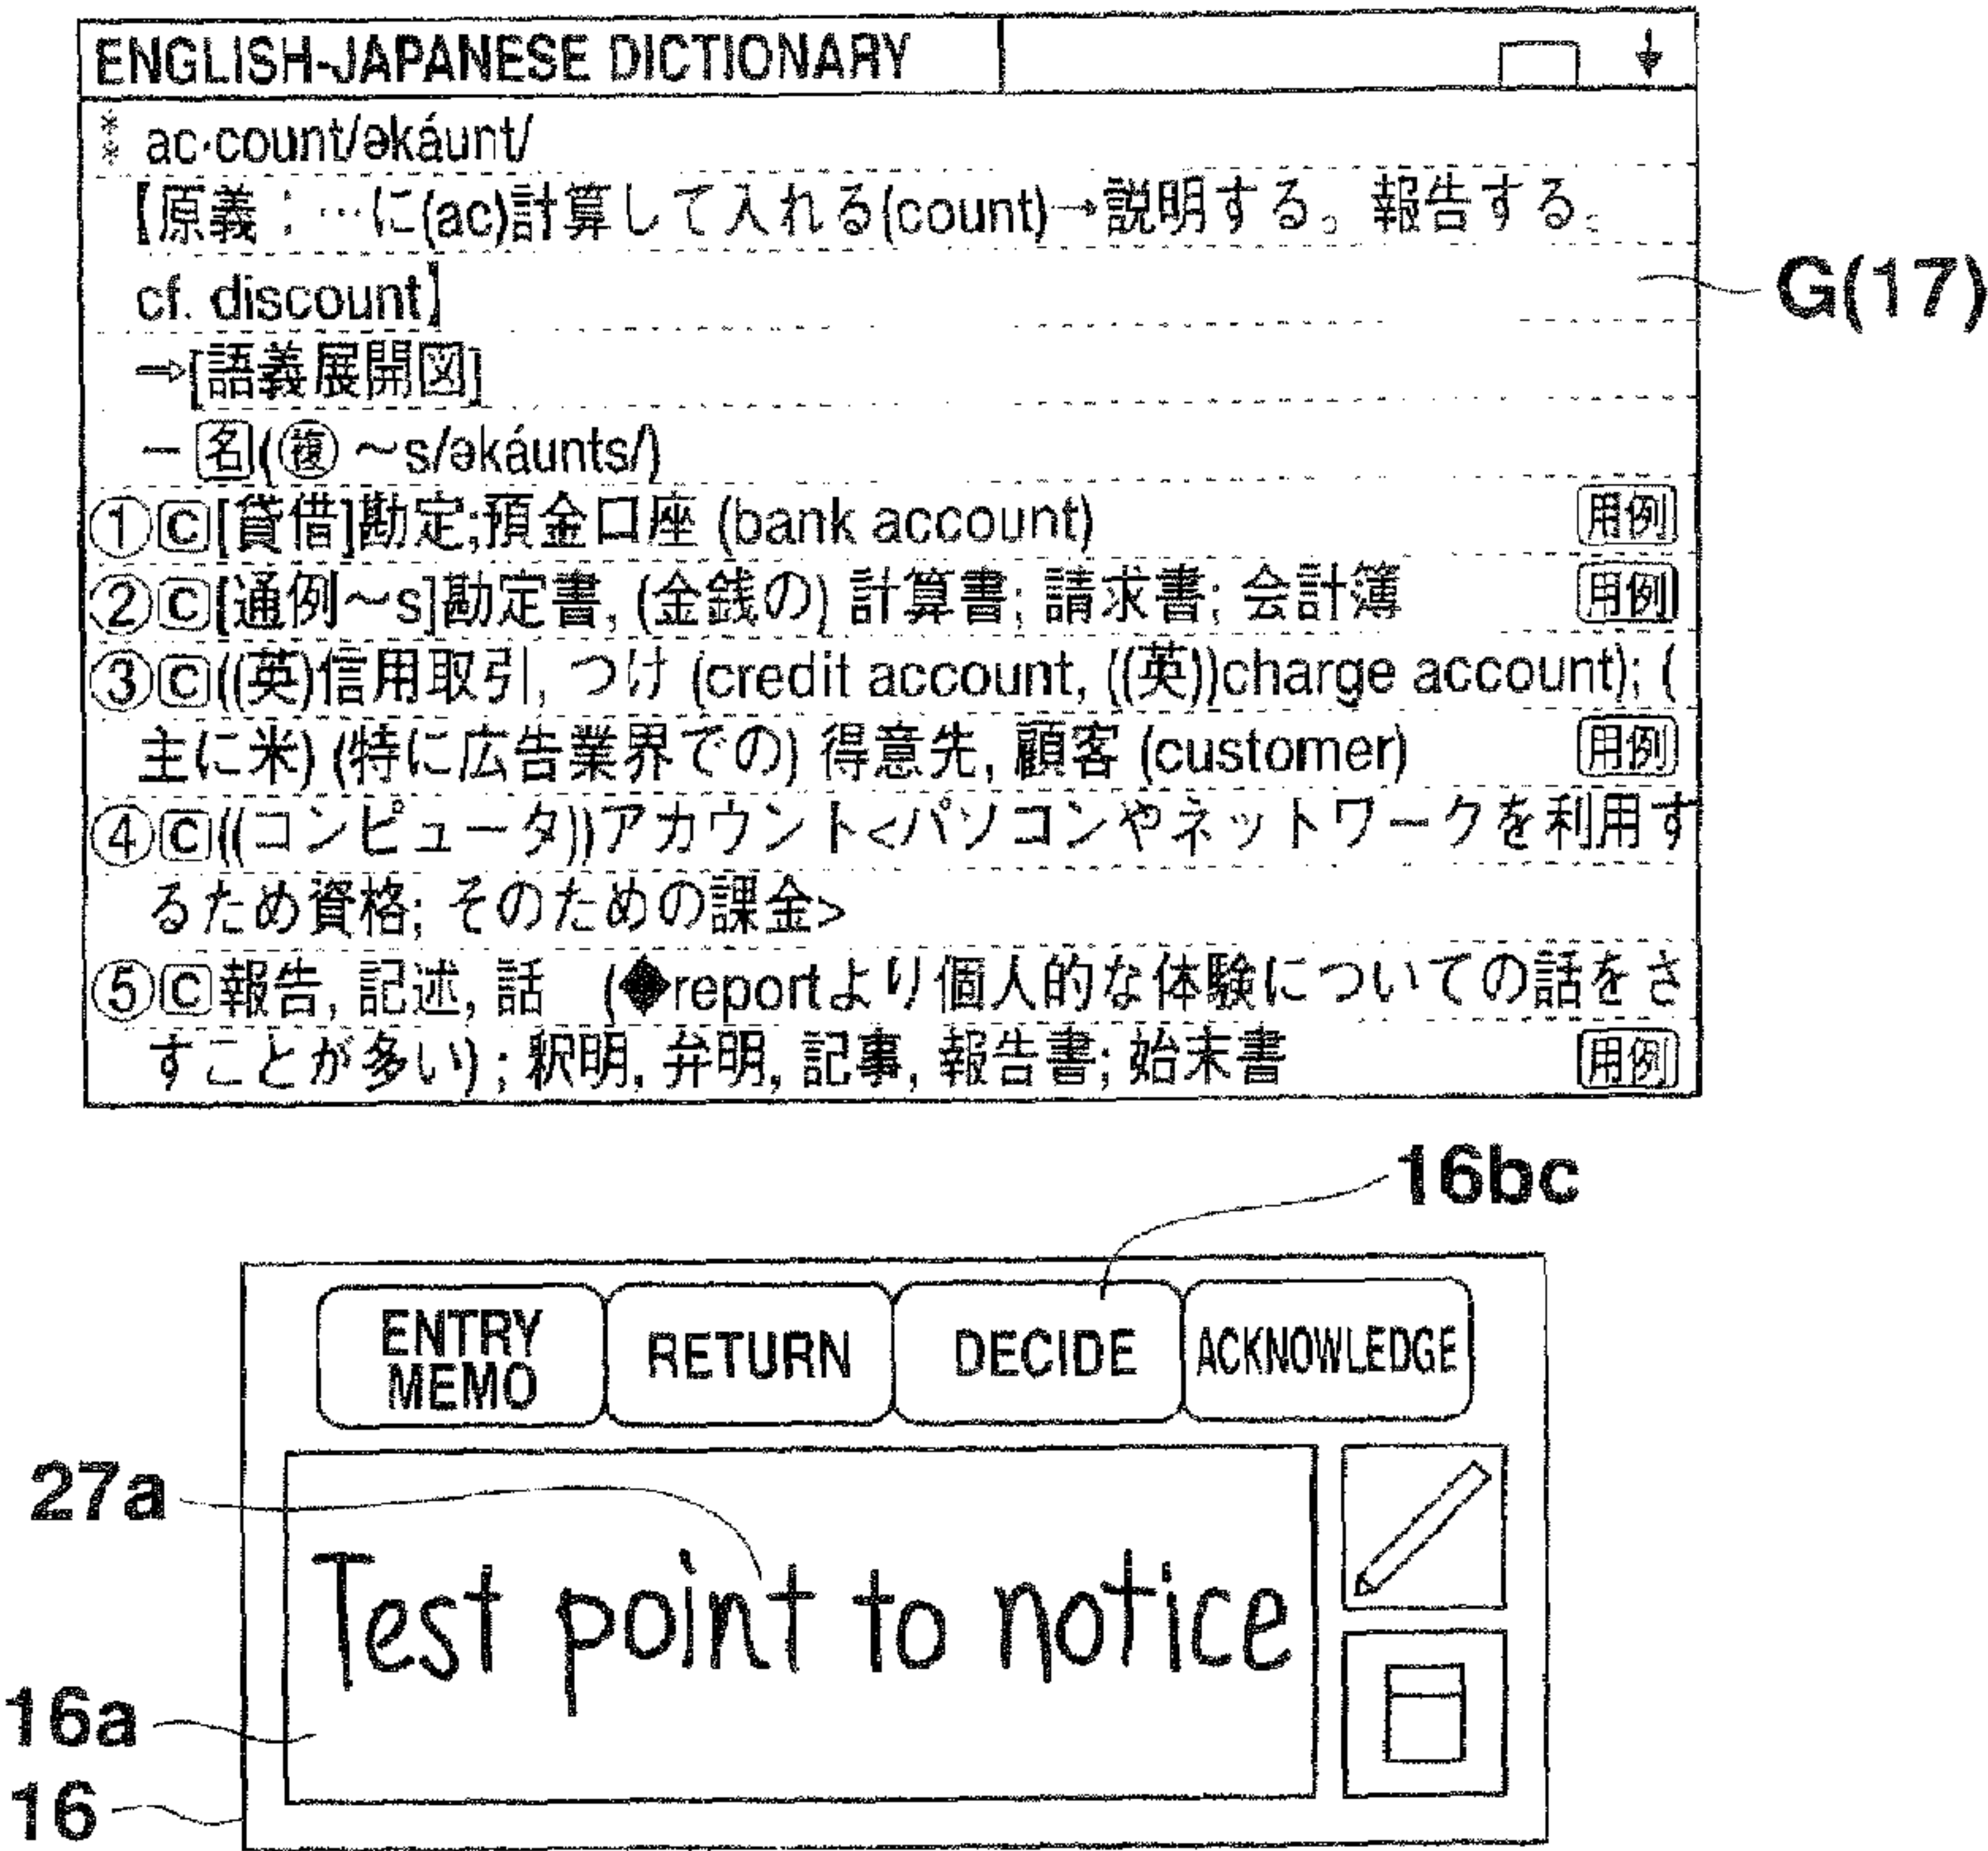 ENGLISH-JAPANESE DICTIONARY ↓
** ac·count/əkáunt/
【原義：…に(ac)計算して入れる(count)→説明する。報告する。
cf. discount】
G(17)
⇒[語義展開図]
－名(複 〜s/əkáunts/)
①C[貸借]勘定;預金口座 (bank account) 用例
②C[通例〜s]勘定書, (金銭の) 計算書; 請求書; 会計簿 用例
③C((英)信用取引, つけ (credit account, ((英))charge account); (
主に米) (特に広告業界での) 得意先, 顧客 (customer) 用例
④C((コンピュータ))アカウント<パソコンやネットワークを利用す
るため資格; そのための課金>
⑤C報告, 記述, 話 (◆reportより個人的な体験についての話をさ
すことが多い) ; 釈明, 弁明, 記事, 報告書; 始末書 用例
16bc
ENTRY MEMO RETURN DECIDE ACKNOWLEDGE
27a
Test point to notice
16a
16